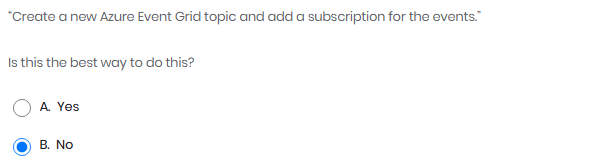 "Create a new Azure Event Grid topic and add a subscription for the events."
Is this the best way to do this?
A. Yes
B. No